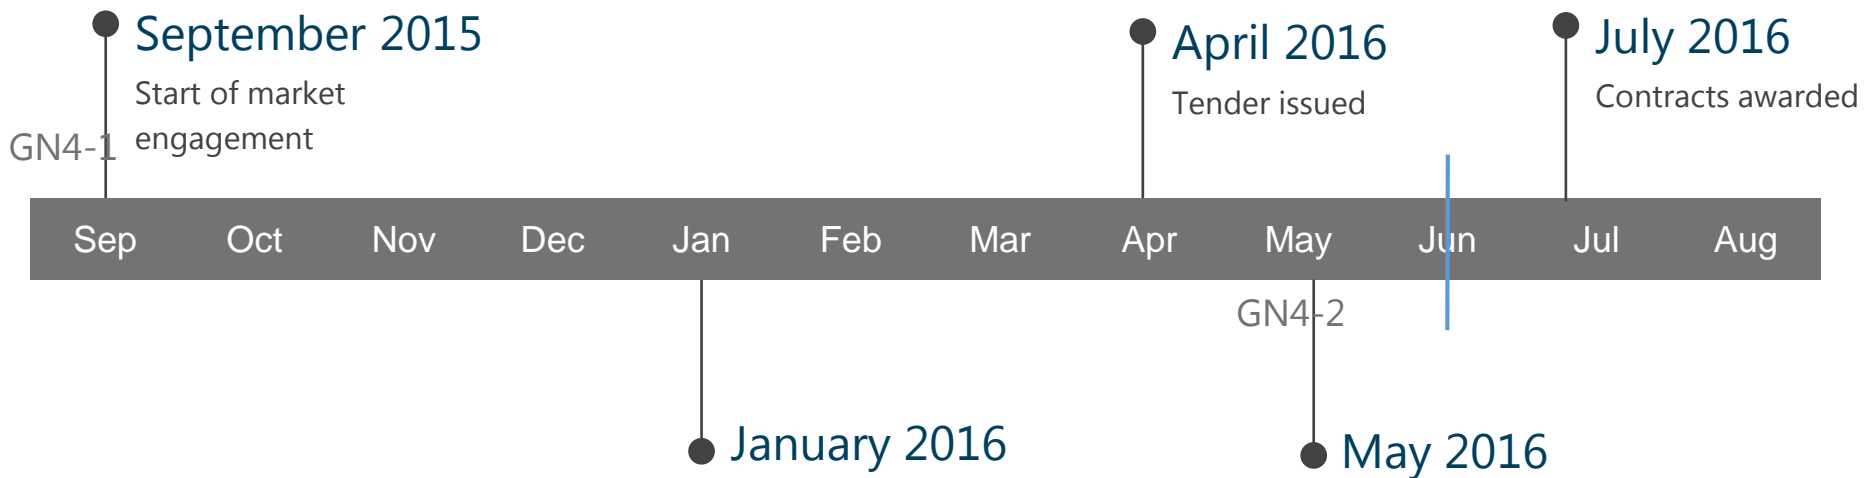 September 2015
Start of market
engagement
GN4-1
April 2016
Tender issued
July 2016
Contracts awarded
Sep Oct Nov Dec Jan Feb Mar Apr May Jun Jul Aug
GN4-2
January 2016
May 2016